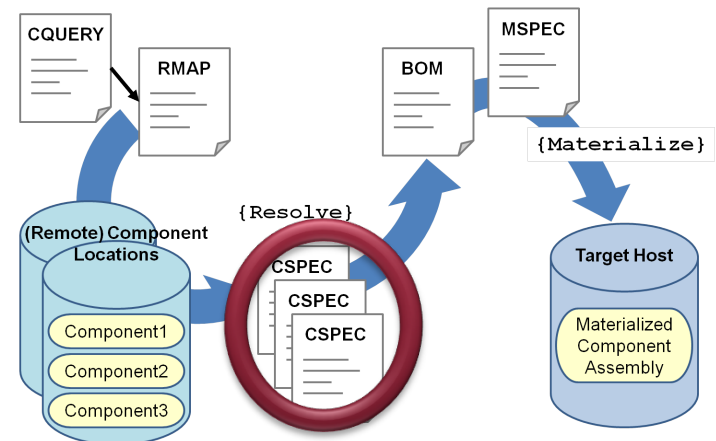 CQUERY
RMAP
BOM
MSPEC
{Materialize}
(Remote) Component
Locations
Component1
Component2
Component3
{Resolve}
CSPEC
CSPEC
CSPEC
Target Host
Materialized
Component
Assembly